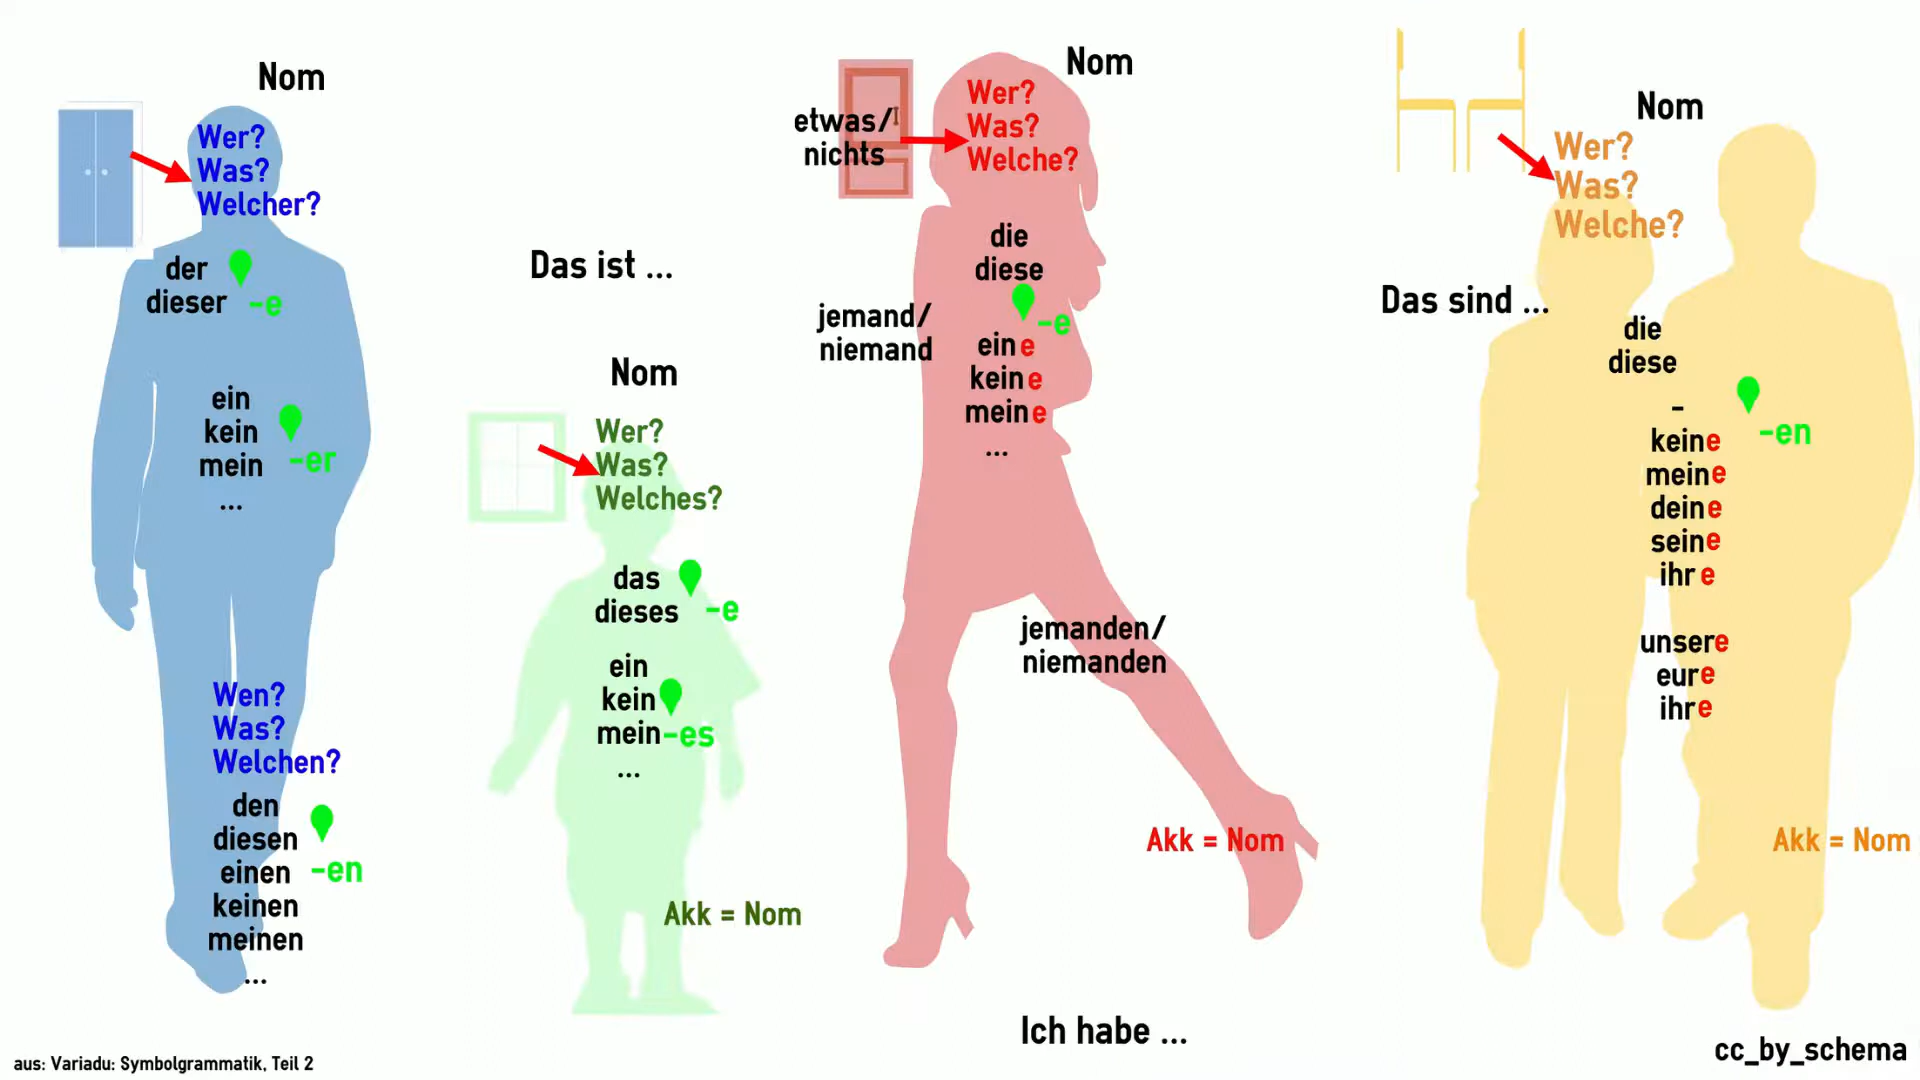 Nom
Wer?
Was?
Welcher?
der
dieser
-e
ein
kein
mein
-er
...
Wen?
Was?
Welchen?
den
diesen
einen
-en
keinen
meinen
...
Das ist ...
Nom
Wer?
Was?
Welches?
das
dieses
-e
ein
kein
mein
-es
...
Akk = Nom
Nom
Wer?
Was?
Welche?
etwas/
nichts
die
diese
-e
jemand/
niemand
eine
keine
meine
...
jemanden/
niemanden
Akk = Nom
Ich habe ...
Nom
Wer?
Was?
Welche?
Das sind ...
die
diese
-
-en
keine
meine
deine
seine
ihre
unsere
eure
ihre
Akk = Nom
aus: Variadu: Symbolgrammatik, Teil 2
cc_by_schema